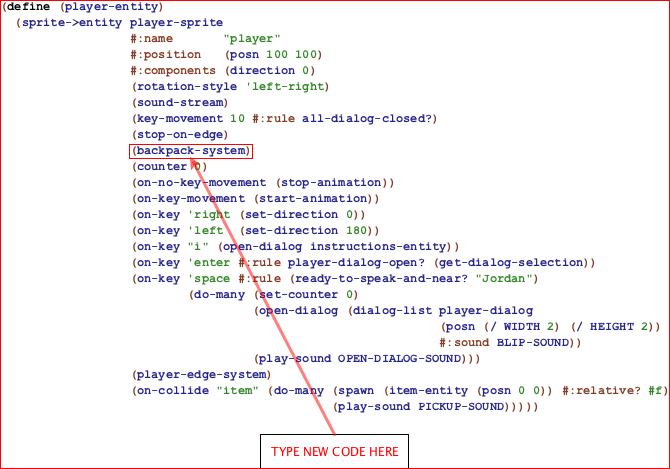 (define (player-entity)
  (sprite->entity player-sprite
                  #:name       "player"
                  #:position   (posn 100 100)
                  #:components (direction 0)
                  (rotation-style 'left-right)
                  (sound-stream)
                  (key-movement 10 #:rule all-dialog-closed?)
                  (stop-on-edge)
                  (backpack-system)
                  (counter 0)
                  (on-no-key-movement (stop-animation))
                  (on-key-movement (start-animation))
                  (on-key 'right (set-direction 0))
                  (on-key 'left  (set-direction 180))
                  (on-key "i" (open-dialog instructions-entity))
                  (on-key 'enter #:rule player-dialog-open? (get-dialog-selection))
                  (on-key 'space #:rule (ready-to-speak-and-near? "Jordan")
                          (do-many (set-counter 0)
                                   (open-dialog (dialog-list player-dialog
                                                             (posn (/ WIDTH 2) (/ HEIGHT 2))
                                                             #:sound BLIP-SOUND))
                                   (play-sound OPEN-DIALOG-SOUND)))
                  (player-edge-system)
                  (on-collide "item" (do-many (spawn (item-entity (posn 0 0)) #:relative? #f)
                                              (play-sound PICKUP-SOUND)))))
TYPE NEW CODE HERE